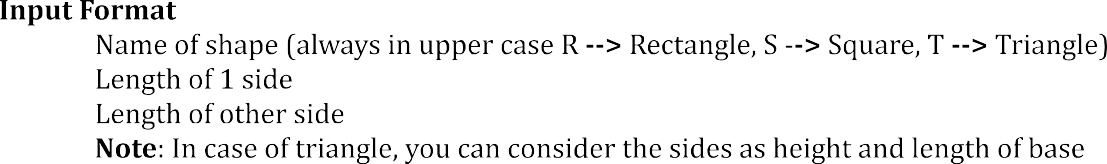 Input Format
Name of shape (always in upper case R --> Rectangle, S --> Square, T --> Triangle)
Length of 1 side
Length of other side
Note: In case of triangle, you can consider the sides as height and length of base